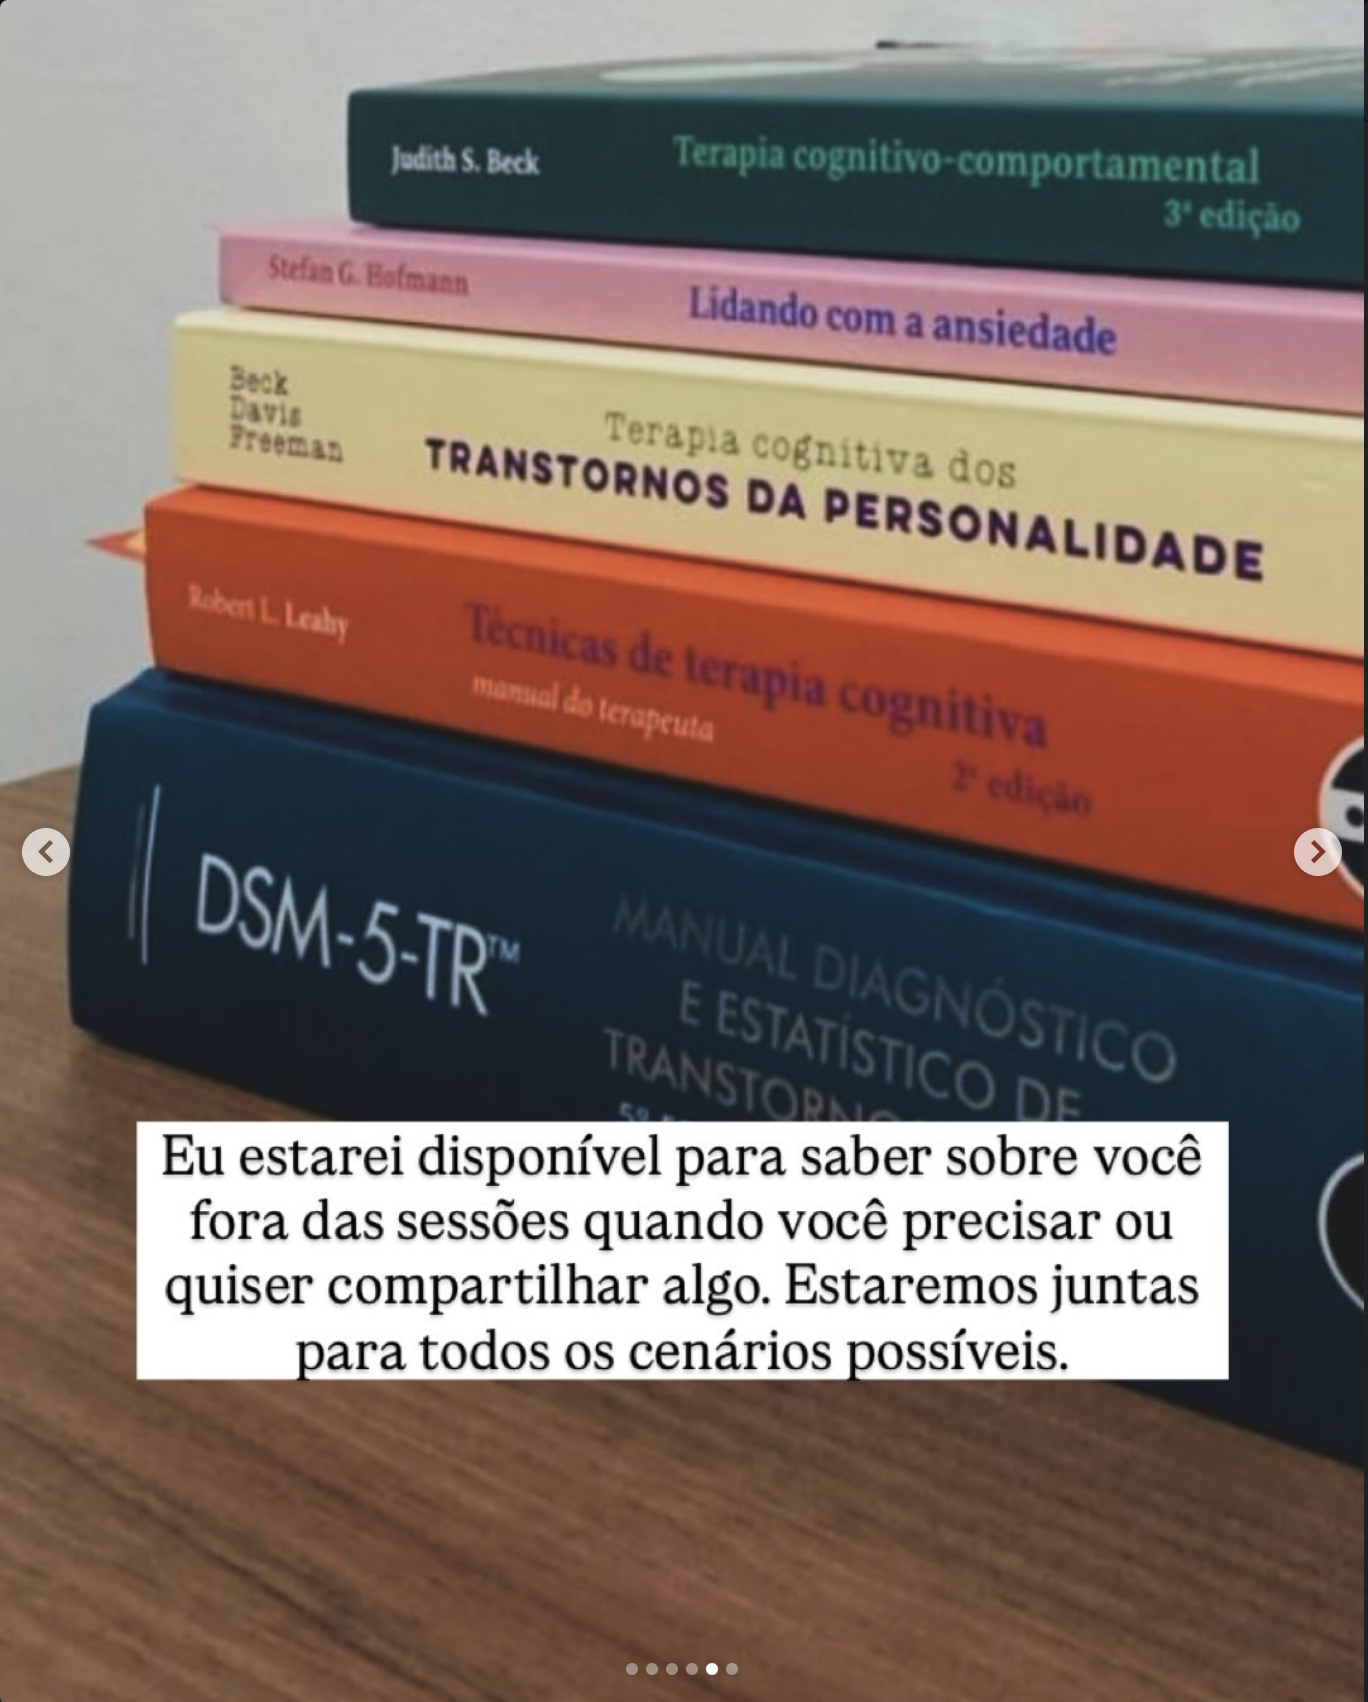 Judith S. Beck
Terapia cognitivo-comportamental
3ª edição
Stefan G. Hofmann
Lidando com a ansiedade
Beck
Davis
Freeman
Terapia cognitiva dos
TRANSTORNOS DA PERSONALIDADE
Robert L. Leahy
Técnicas de terapia cognitiva
manual do terapeuta
2ª edição
DSM-5-TR™
MANUAL DIAGNÓSTICO
E ESTATÍSTICO DE
Eu estarei disponível para saber sobre você
fora das sessões quando você precisar ou
quiser compartilhar algo. Estaremos juntas
para todos os cenários possíveis.